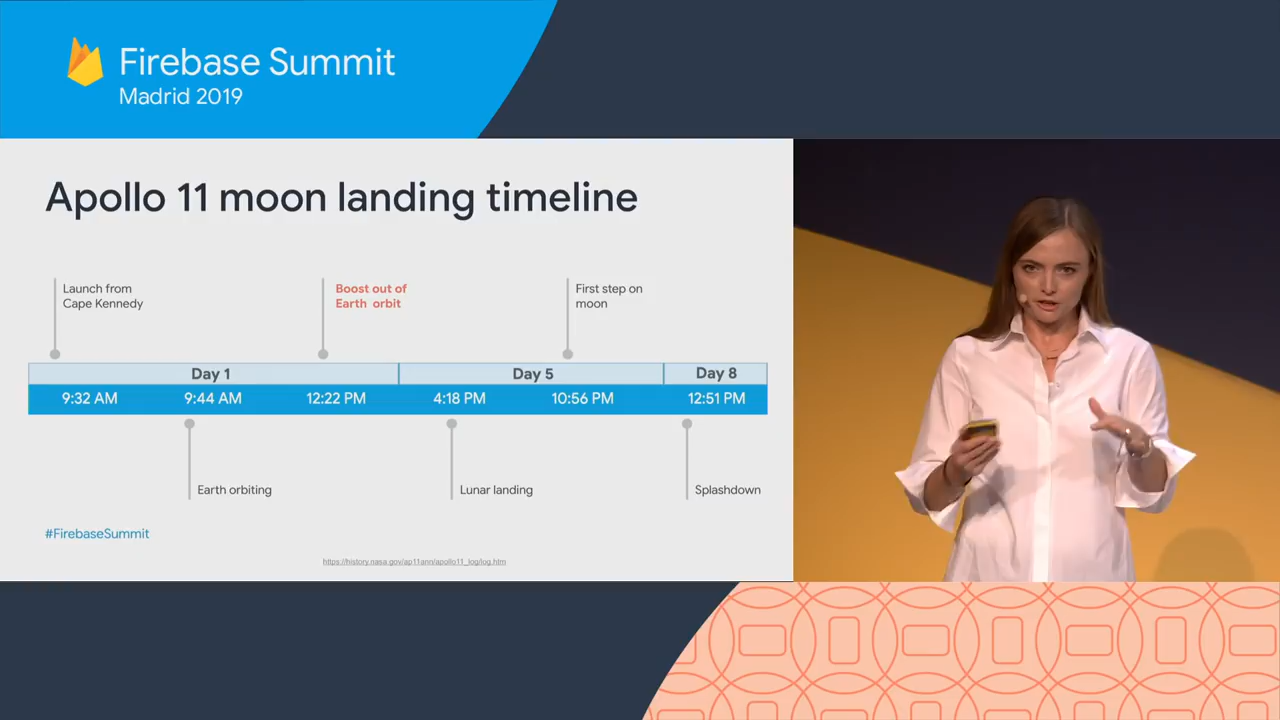 Firebase Summit
Madrid 2019
Apollo 11 moon landing timeline
Launch from
Cape Kennedy
Boost out of
Earth orbit
First step on
moon
Day 1
Day 5
Day 8
9:32 AM
9:44 AM
12:22 PM
4:18 PM
10:56 PM
12:51 PM
Earth orbiting
Lunar landing
Splashdown
#FirebaseSummit
https://history.nasa.gov/ap11ann/apollo11_log/log.htm